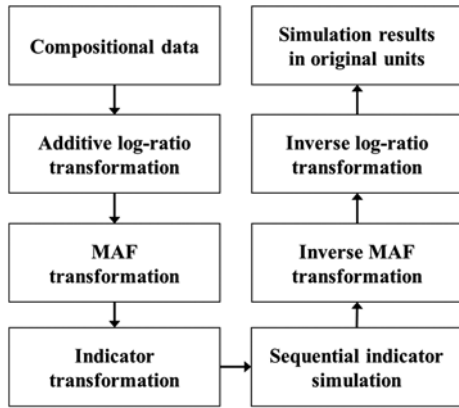 Compositional data
Additive log-ratio
transformation
MAF
transformation
Indicator
transformation
Sequential indicator
simulation
Inverse MAF
transformation
Inverse log-ratio
transformation
Simulation results
in original units